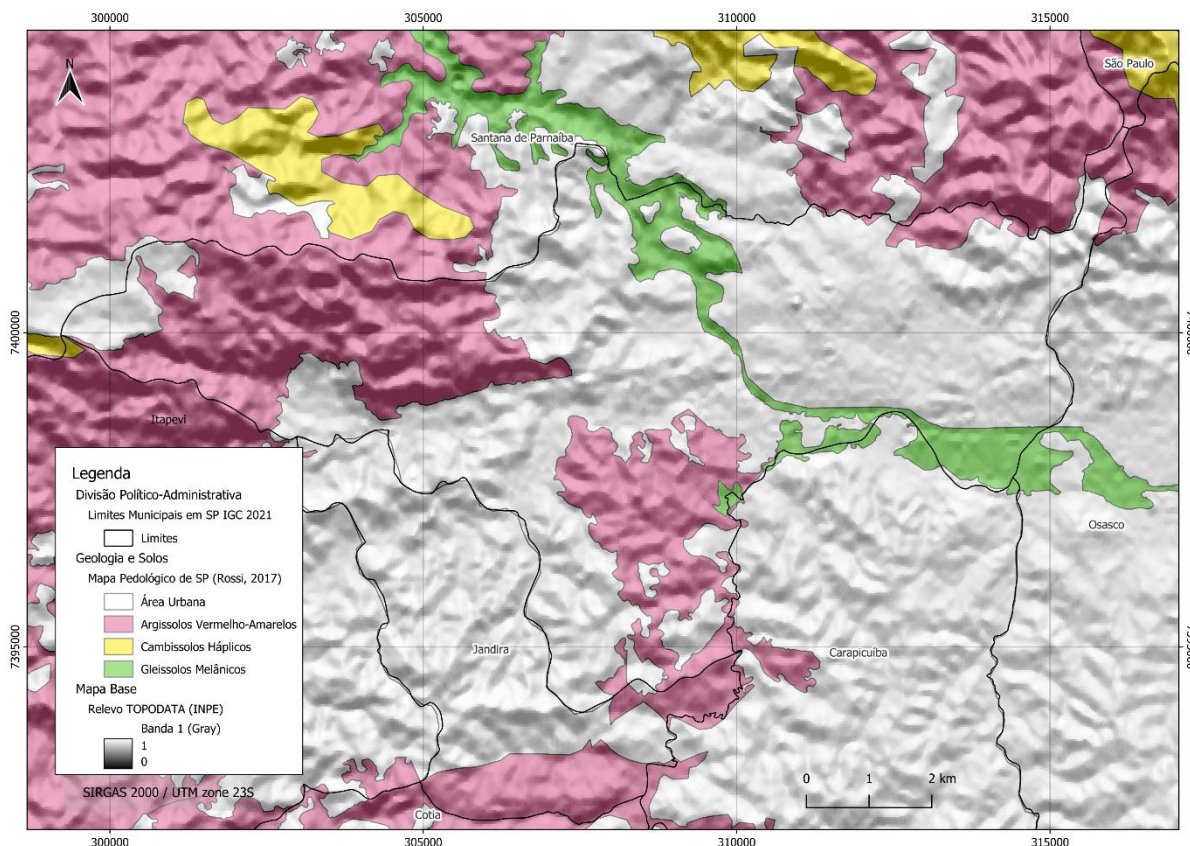 300000 305000 310000 315000
N
São Paulo
Santana de Parnaíba
7400000 7400000
Itapevi
Legenda
Divisão Político-Administrativa
Limites Municipais em SP IGC 2021
Limites
Geologia e Solos
Mapa Pedológico de SP (Rossi, 2017)
Área Urbana
Argissolos Vermelho-Amarelos
Cambissolos Háplicos
Gleissolos Melânicos
Mapa Base
Relevo TOPODATA (INPE)
Banda 1 (Gray)
1
0
Osasco
7395000 7395000
Jandira
Carapicuíba
0 1 2 km
SIRGAS 2000 / UTM zone 23S
Cotia
300000 305000 310000 315000